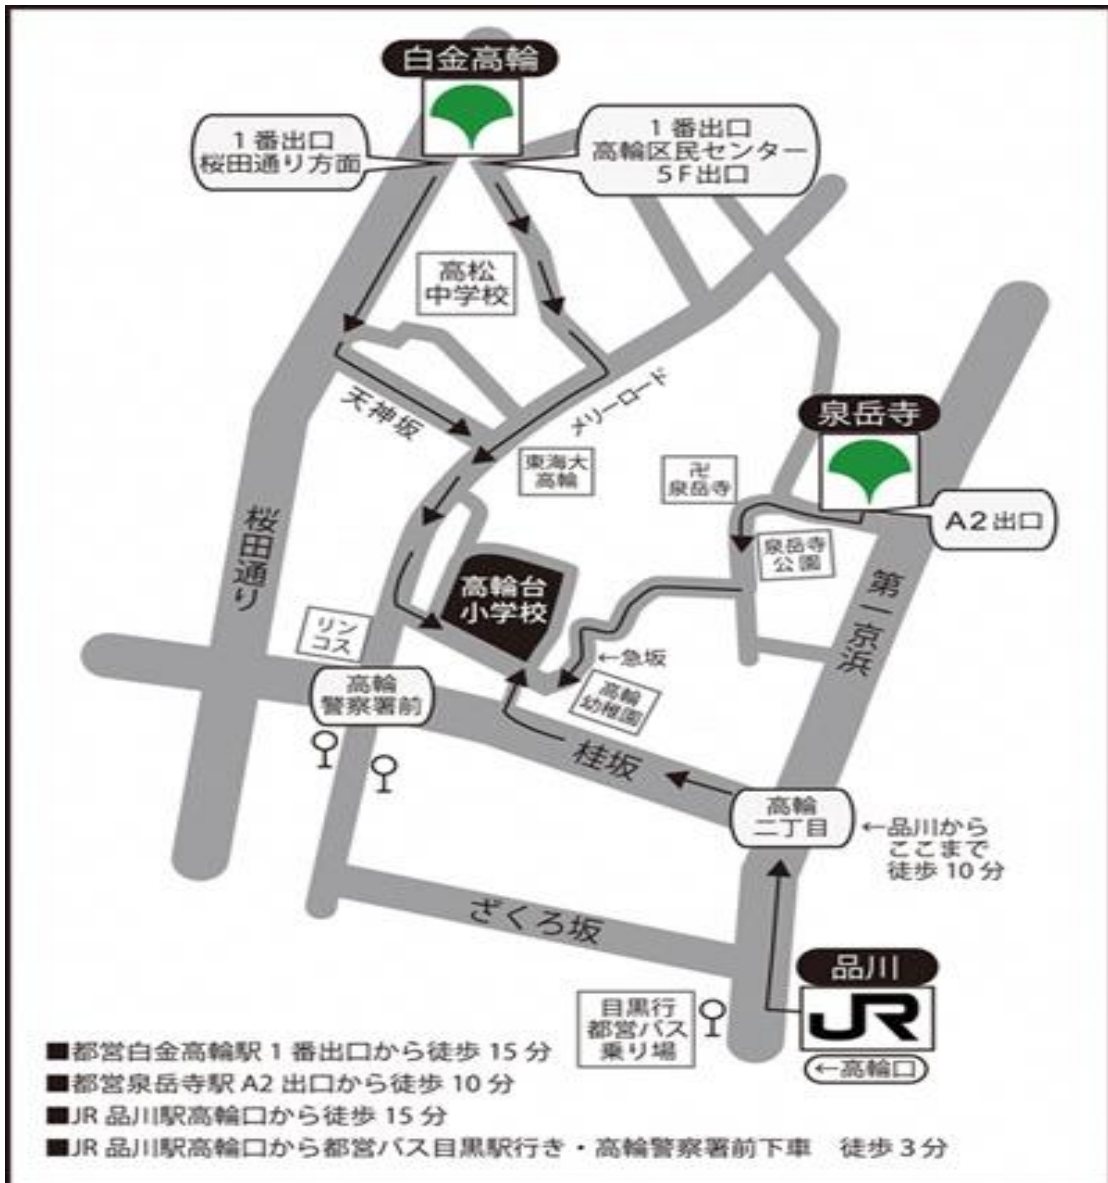 白金高輪
1番出口
桜田通り方面
1番出口
高輪区民センター
5F出口
高松
中学校
天神坂
メリーロード
東海大
高輪
卍
泉岳寺
泉岳寺
A2出口
泉岳寺
公園
桜田通り
第一京浜
高輪台
小学校
リン
コス
←急坂
高輪
幼稚園
高輪
警察署前
桂坂
高輪
二丁目
←品川から
ここまで
徒歩10分
ざくろ坂
品川
JR
←高輪口
目黒行
都営バス
乗り場
■都営白金高輪駅1番出口から徒歩15分
■都営泉岳寺駅A2出口から徒歩10分
■JR品川駅高輪口から徒歩15分
■JR品川駅高輪口から都営バス目黒駅行き・高輪警察署前下車　徒歩3分